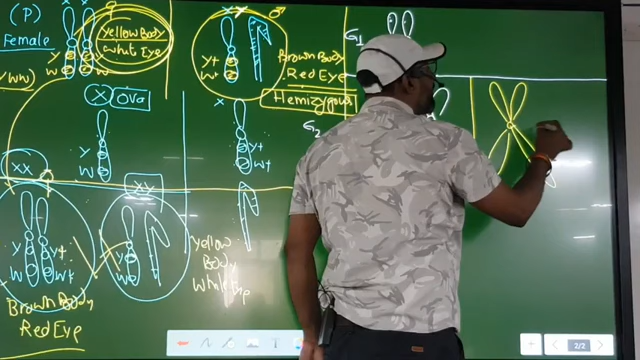 (P)
Female
Yellow Body
White Eye
y
w
y
w
/ww)
X Ova
XX
y
w
y+
w+
Brown Body
Red Eye
XY
y
w
Yellow
Body
White Eye
X X
♂
y+
w+
Brown Body
Red Eye
Hemizygous
X
y+
w+
G1
G2
2/2